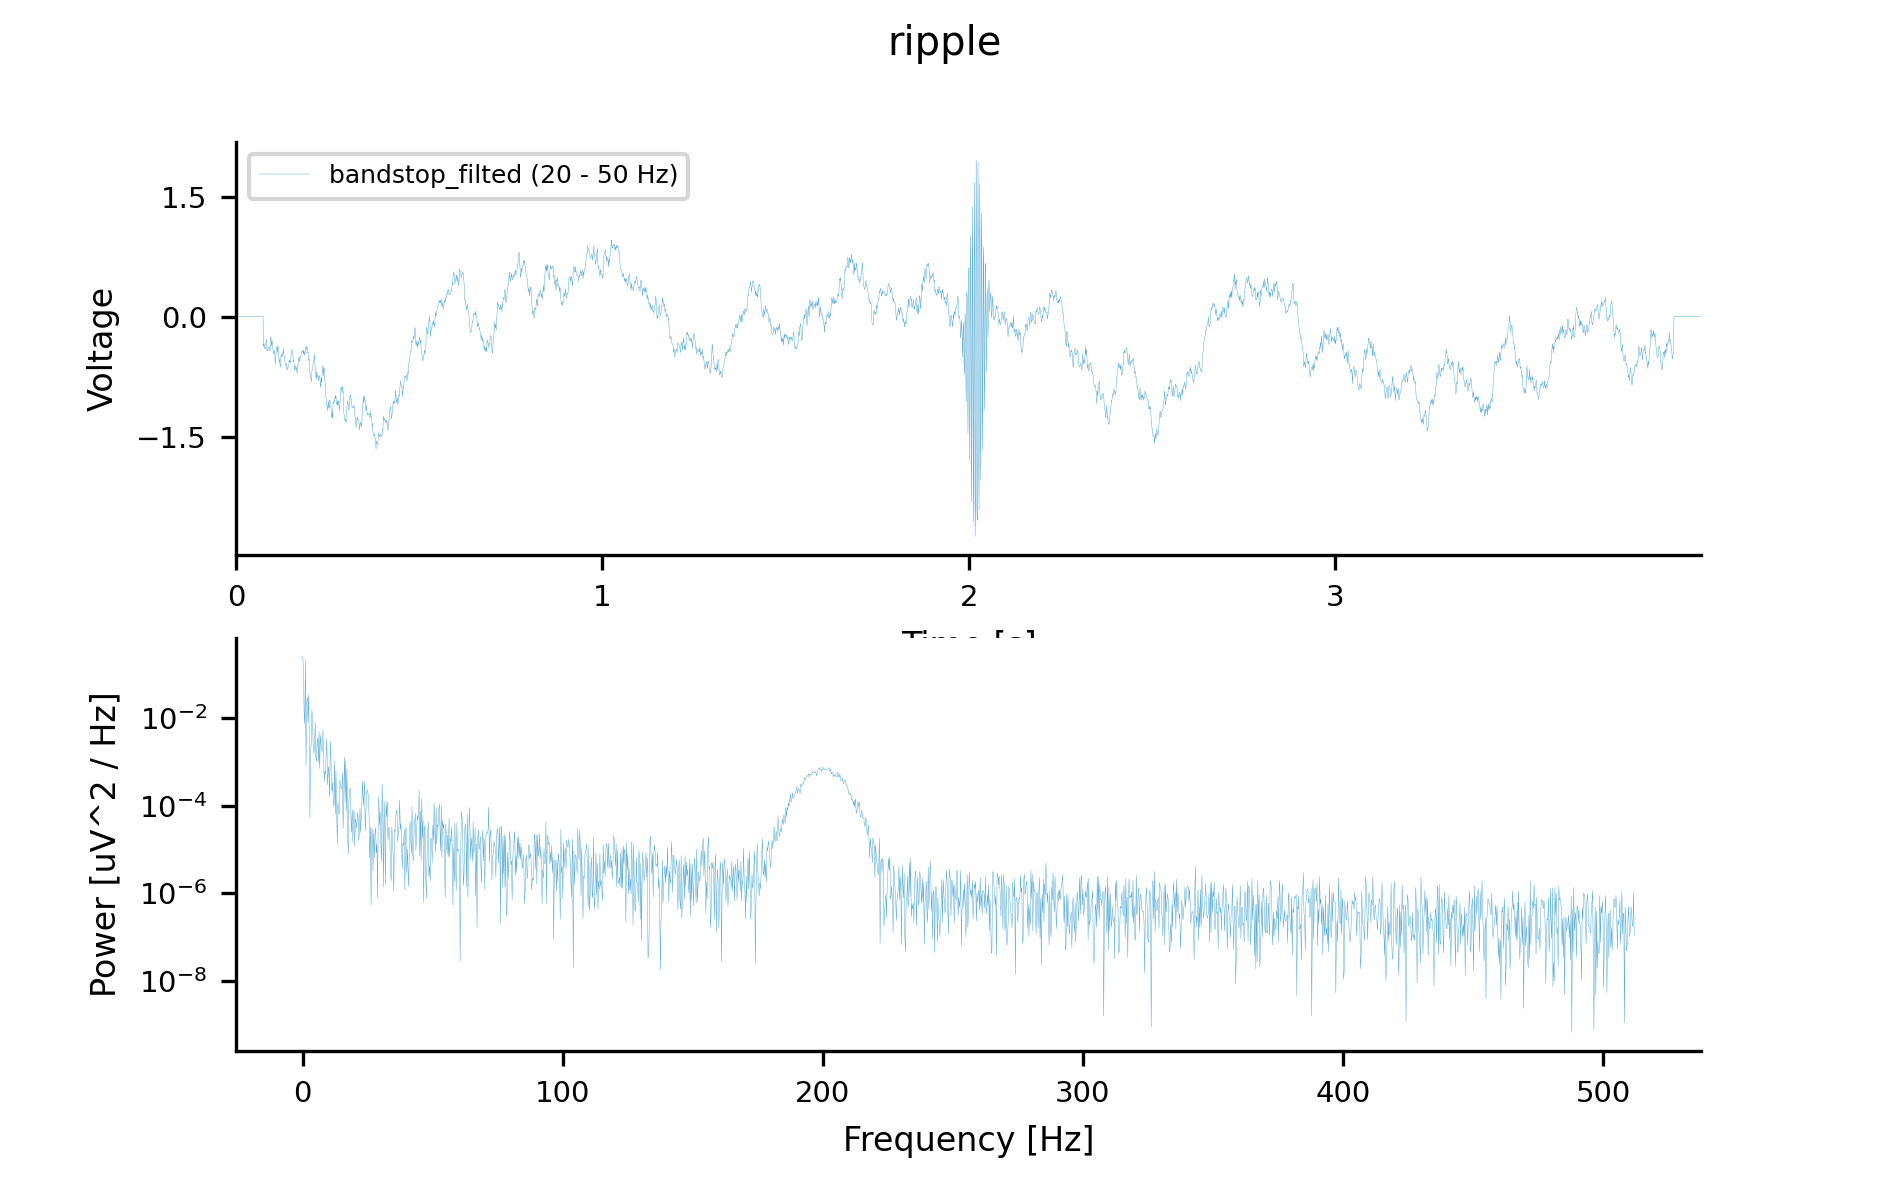 ripple
bandstop_filted (20 - 50 Hz)
Voltage
1.5
0.0
−1.5
0 1 2 3
Time [s]
Power [uV^2 / Hz]
10−2
10−4
10−6
10−8
0 100 200 300 400 500
Frequency [Hz]